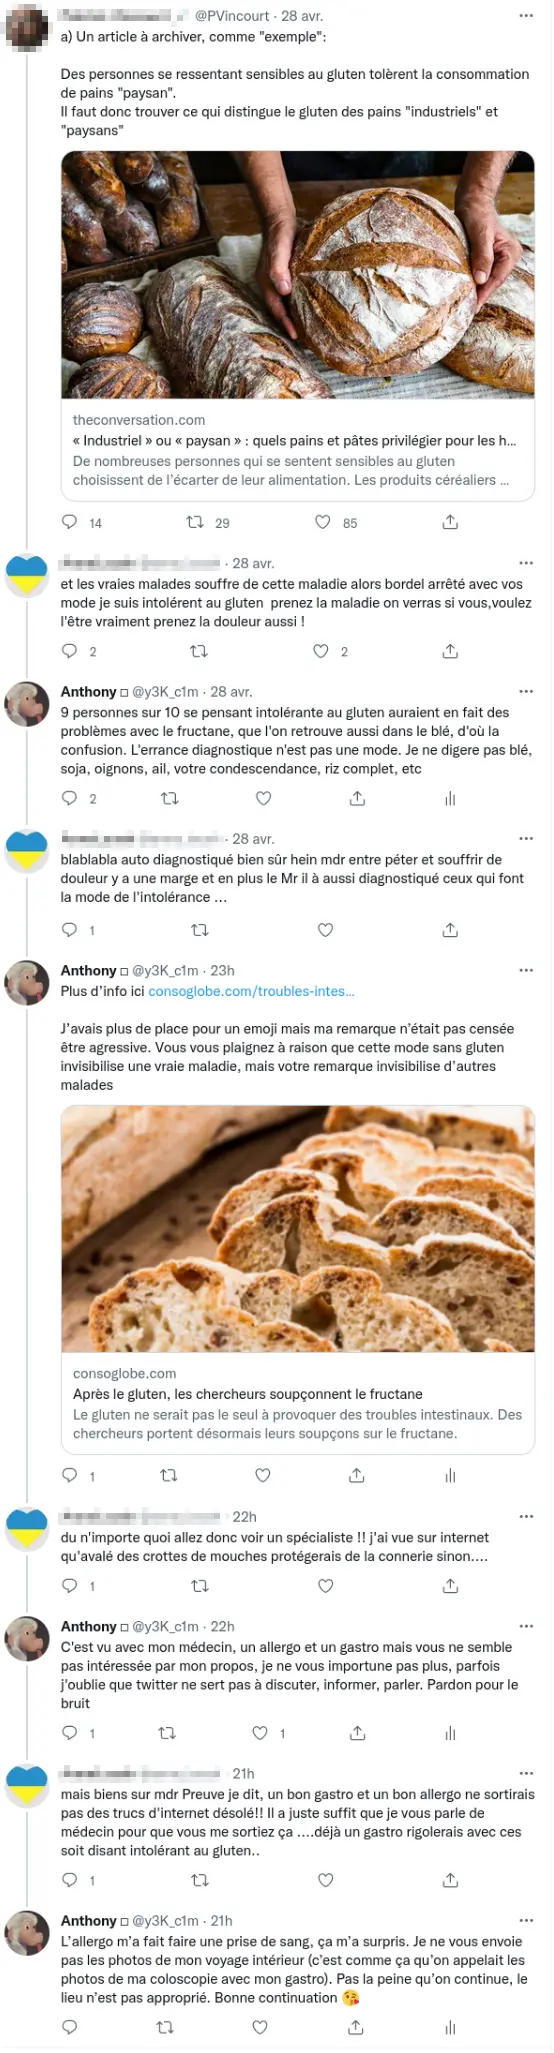 @PVincourt · 28 avr.
a) Un article à archiver, comme "exemple":
Des personnes se ressentant sensibles au gluten tolèrent la consommation
de pains "paysan".
Il faut donc trouver ce qui distingue le gluten des pains "industriels" et
"paysans"
theconversation.com
« Industriel » ou « paysan » : quels pains et pâtes privilégier pour les h...
De nombreuses personnes qui se sentent sensibles au gluten
choisissent de l'écarter de leur alimentation. Les produits céréaliers ...
14 29 85
· 28 avr.
et les vraies malades souffre de cette maladie alors bordel arrêté avec vos
mode je suis intolérent au gluten  prenez la maladie on verras si vous,voulez
l'être vraiment prenez la douleur aussi !
2 2
Anthony @y3K_c1m · 28 avr.
9 personnes sur 10 se pensant intolérante au gluten auraient en fait des
problèmes avec le fructane, que l'on retrouve aussi dans le blé, d'où la
confusion. L'errance diagnostique n'est pas une mode. Je ne digere pas blé,
soja, oignons, ail, votre condescendance, riz complet, etc
2
· 28 avr.
blablabla auto diagnostiqué bien sûr hein mdr entre péter et souffrir de
douleur y a une marge et en plus le Mr il à aussi diagnostiqué ceux qui font
la mode de l'intolérance ...
1
Anthony @y3K_c1m · 23h
Plus d'info ici consoglobe.com/troubles-intes...
J'avais plus de place pour un emoji mais ma remarque n'était pas censée
être agressive. Vous vous plaignez à raison que cette mode sans gluten
invisibilise une vraie maladie, mais votre remarque invisibilise d'autres
malades
consoglobe.com
Après le gluten, les chercheurs soupçonnent le fructane
Le gluten ne serait pas le seul à provoquer des troubles intestinaux. Des
chercheurs portent désormais leurs soupçons sur le fructane.
1
· 22h
du n'importe quoi allez donc voir un spécialiste !! j'ai vue sur internet
qu'avalé des crottes de mouches protégerais de la connerie sinon....
1
Anthony @y3K_c1m · 22h
C'est vu avec mon médecin, un allergo et un gastro mais vous ne semble
pas intéressée par mon propos, je ne vous importune pas plus, parfois
j'oublie que twitter ne sert pas à discuter, informer, parler. Pardon pour le
bruit
1 1
· 21h
mais biens sur mdr Preuve je dit, un bon gastro et un bon allergo ne sortirais
pas des trucs d'internet désolé!! Il a juste suffit que je vous parle de
médecin pour que vous me sortiez ça ....déjà un gastro rigolerais avec ces
soit disant intolérant au gluten..
1
Anthony @y3K_c1m · 21h
L'allergo m'a fait faire une prise de sang, ça m'a surpris. Je ne vous envoie
pas les photos de mon voyage intérieur (c'est comme ça qu'on appelait les
photos de ma coloscopie avec mon gastro). Pas la peine qu'on continue, le
lieu n'est pas approprié. Bonne continuation 😘